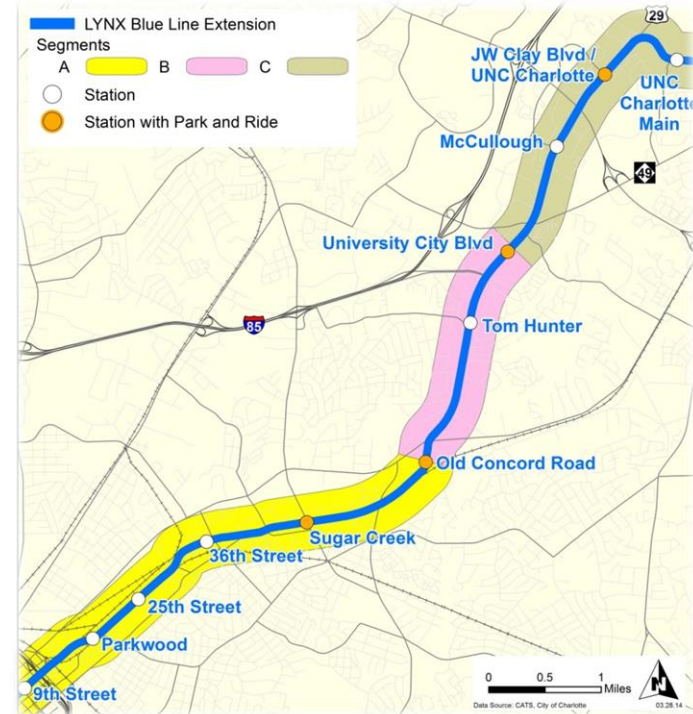 LYNX Blue Line Extension
Segments
A B C
Station
Station with Park and Ride
29
JW Clay Blvd /
UNC Charlotte
UNC
Charlotte
Main
McCullough
49
University City Blvd
85
Tom Hunter
Old Concord Road
Sugar Creek
36th Street
25th Street
Parkwood
9th Street
0 0.5 1
Miles
N
Data Source: CATS, City of Charlotte
03.28.14